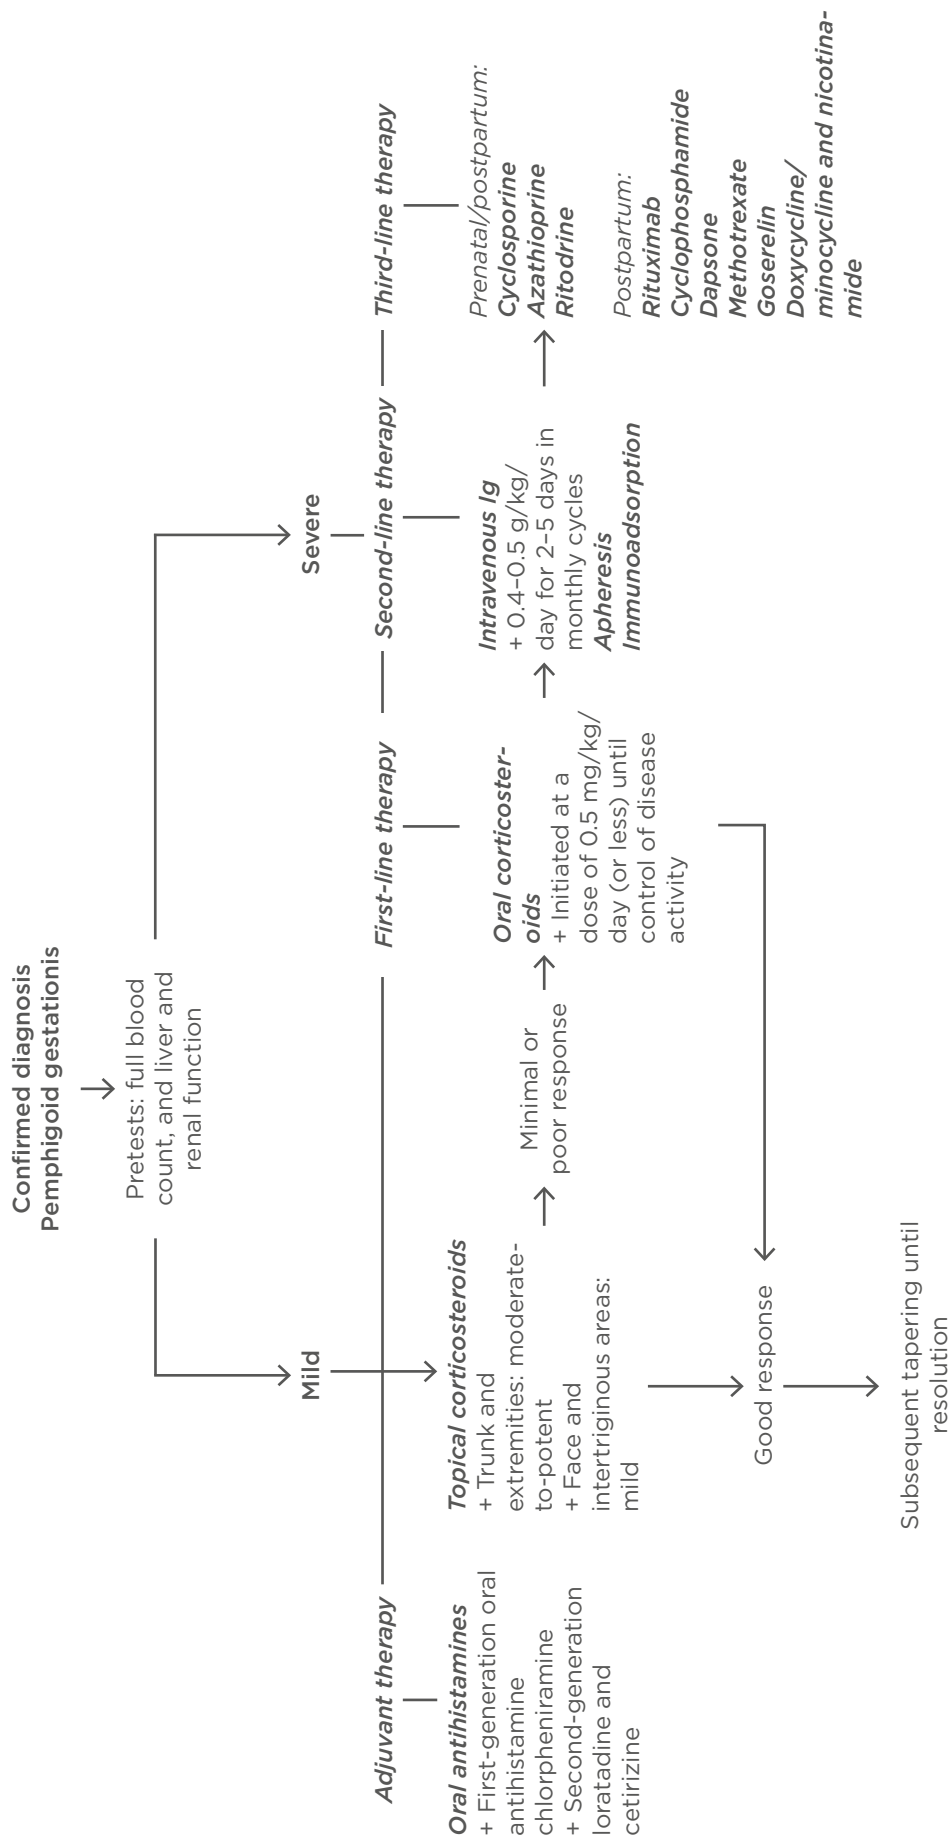 Confirmed diagnosis
Pemphigoid gestationis
Pretests: full blood
count, and liver and
renal function
Mild
Severe
Adjuvant therapy
First-line therapy
Second-line therapy
Third-line therapy
Oral antihistamines
+ First-generation oral
antihistamine
chlorpheniramine
+ Second-generation
loratadine and
cetirizine
Topical corticosteroids
+ Trunk and
extremities: moderate-
to-potent
+ Face and
intertriginous areas:
mild
Minimal or
poor response
Oral corticoster-
oids
+ Initiated at a
dose of 0.5 mg/kg/
day (or less) until
control of disease
activity
Intravenous Ig
+ 0.4–0.5 g/kg/
day for 2–5 days in
monthly cycles
Apheresis
Immunoadsorption
Prenatal/postpartum:
Cyclosporine
Azathioprine
Ritodrine
Postpartum:
Rituximab
Cyclophosphamide
Dapsone
Methotrexate
Goserelin
Doxycycline/
minocycline and nicotina-
mide
Good response
Subsequent tapering until
resolution